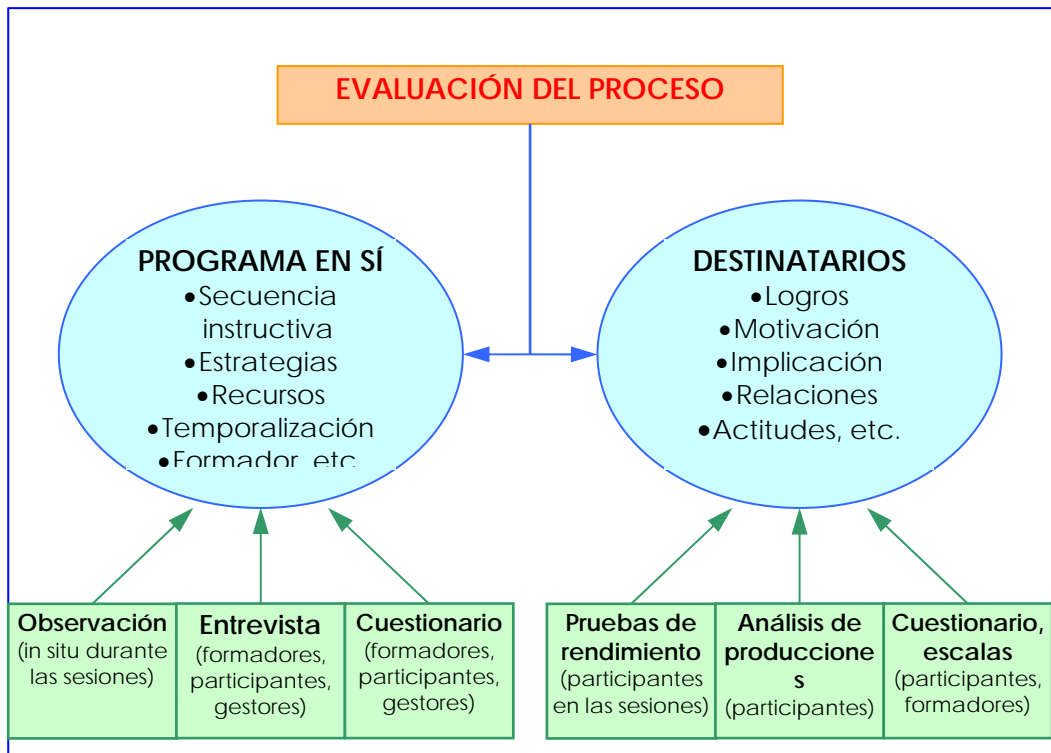 EVALUACIÓN DEL PROCESO
PROGRAMA EN SÍ
•Secuencia
instructiva
•Estrategias
•Recursos
•Temporalización
•Formador, etc
DESTINATARIOS
•Logros
•Motivación
•Implicación
•Relaciones
•Actitudes, etc.
Observación
(in situ durante
las sesiones)
Entrevista
(formadores,
participantes,
gestores)
Cuestionario
(formadores,
participantes,
gestores)
Pruebas de
rendimiento
(participantes
en las sesiones)
Análisis de
produccione
s
(participantes)
Cuestionario,
escalas
(participantes,
formadores)